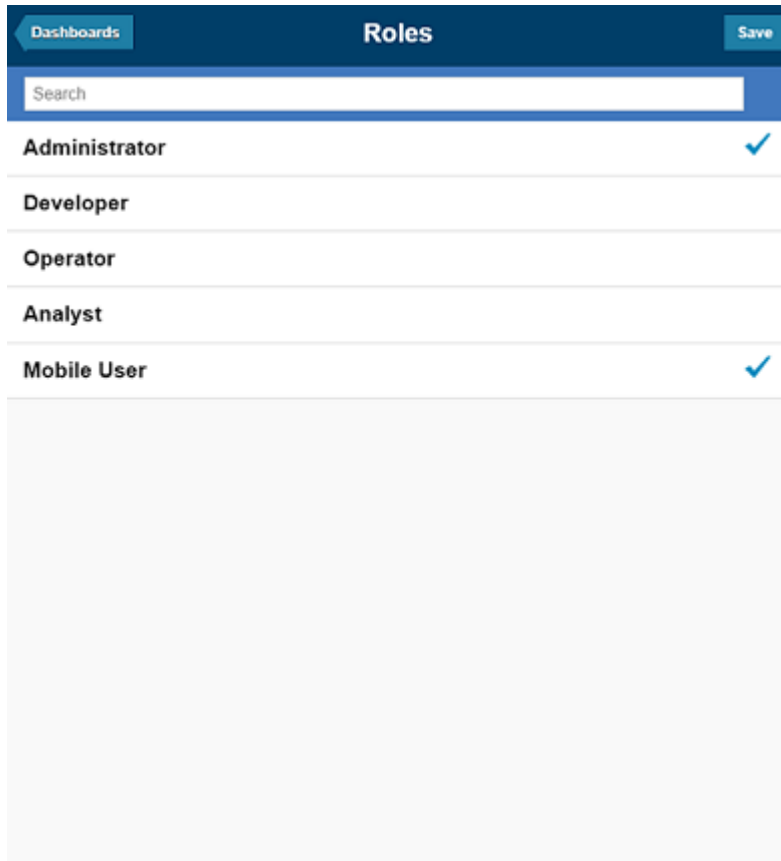 Dashboards Roles Save
Search
Administrator
Developer
Operator
Analyst
Mobile User